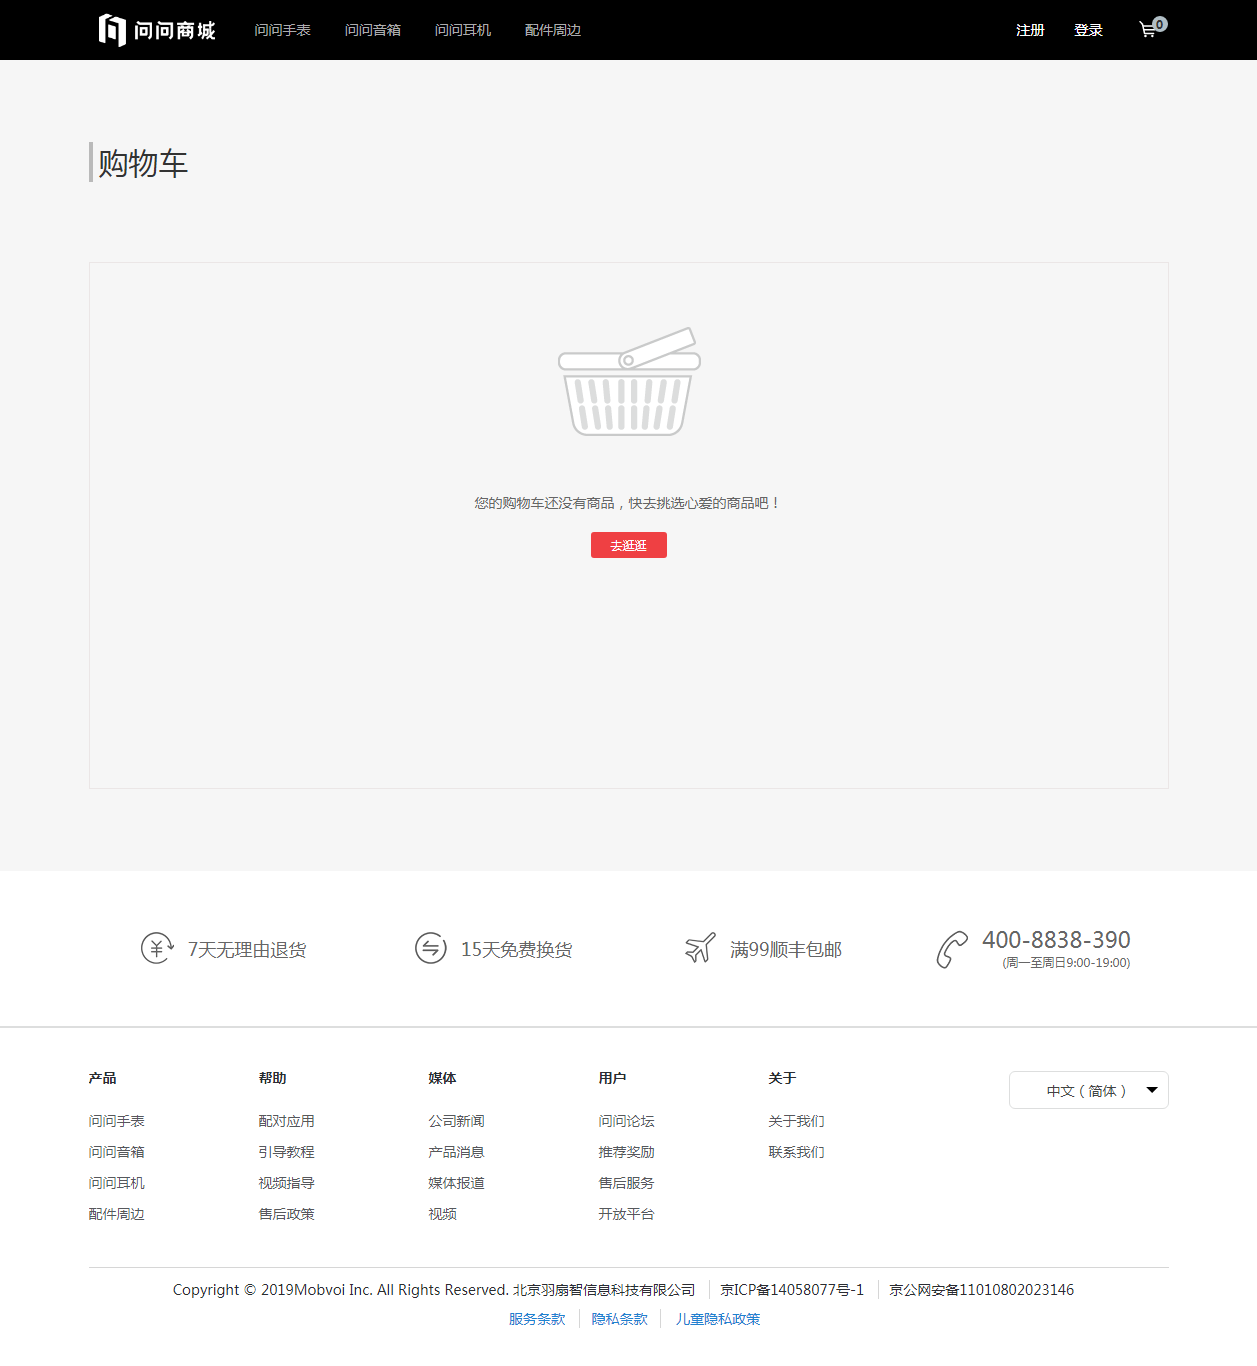 问问商城 问问手表 问问音箱 问问耳机 配件周边 注册 登录 0
购物车
您的购物车还没有商品，快去挑选心爱的商品吧！
去逛逛
7天无理由退货 15天免费换货 满99顺丰包邮 400-8838-390
(周一至周日9:00-19:00)
产品 帮助 媒体 用户 关于 中文（简体）
问问手表 配对应用 公司新闻 问问论坛 关于我们
问问音箱 引导教程 产品消息 推荐奖励 联系我们
问问耳机 视频指导 媒体报道 售后服务
配件周边 售后政策 视频 开放平台
Copyright © 2019Mobvoi Inc. All Rights Reserved. 北京羽扇智信息科技有限公司 京ICP备14058077号-1 京公网安备11010802023146
服务条款 隐私条款 儿童隐私政策